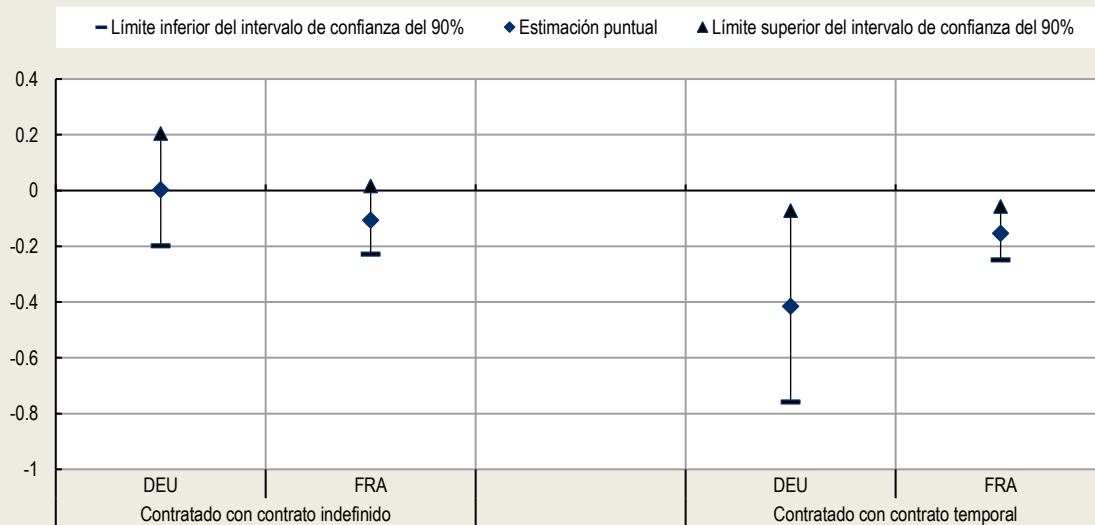 Límite inferior del intervalo de confianza del 90%
Estimación puntual
Límite superior del intervalo de confianza del 90%
0.4
0.2
0
-0.2
-0.4
-0.6
-0.8
-1
DEU
FRA
DEU
FRA
Contratado con contrato indefinido
Contratado con contrato temporal